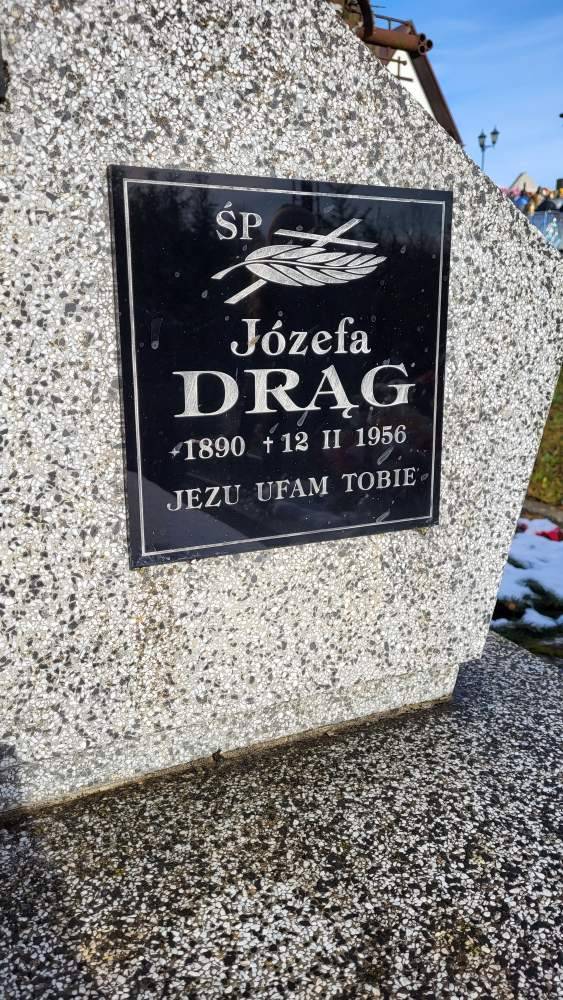 ŚP
Józefa
DRĄG
1890 † 12 II 1956
JEZU UFAM TOBIE